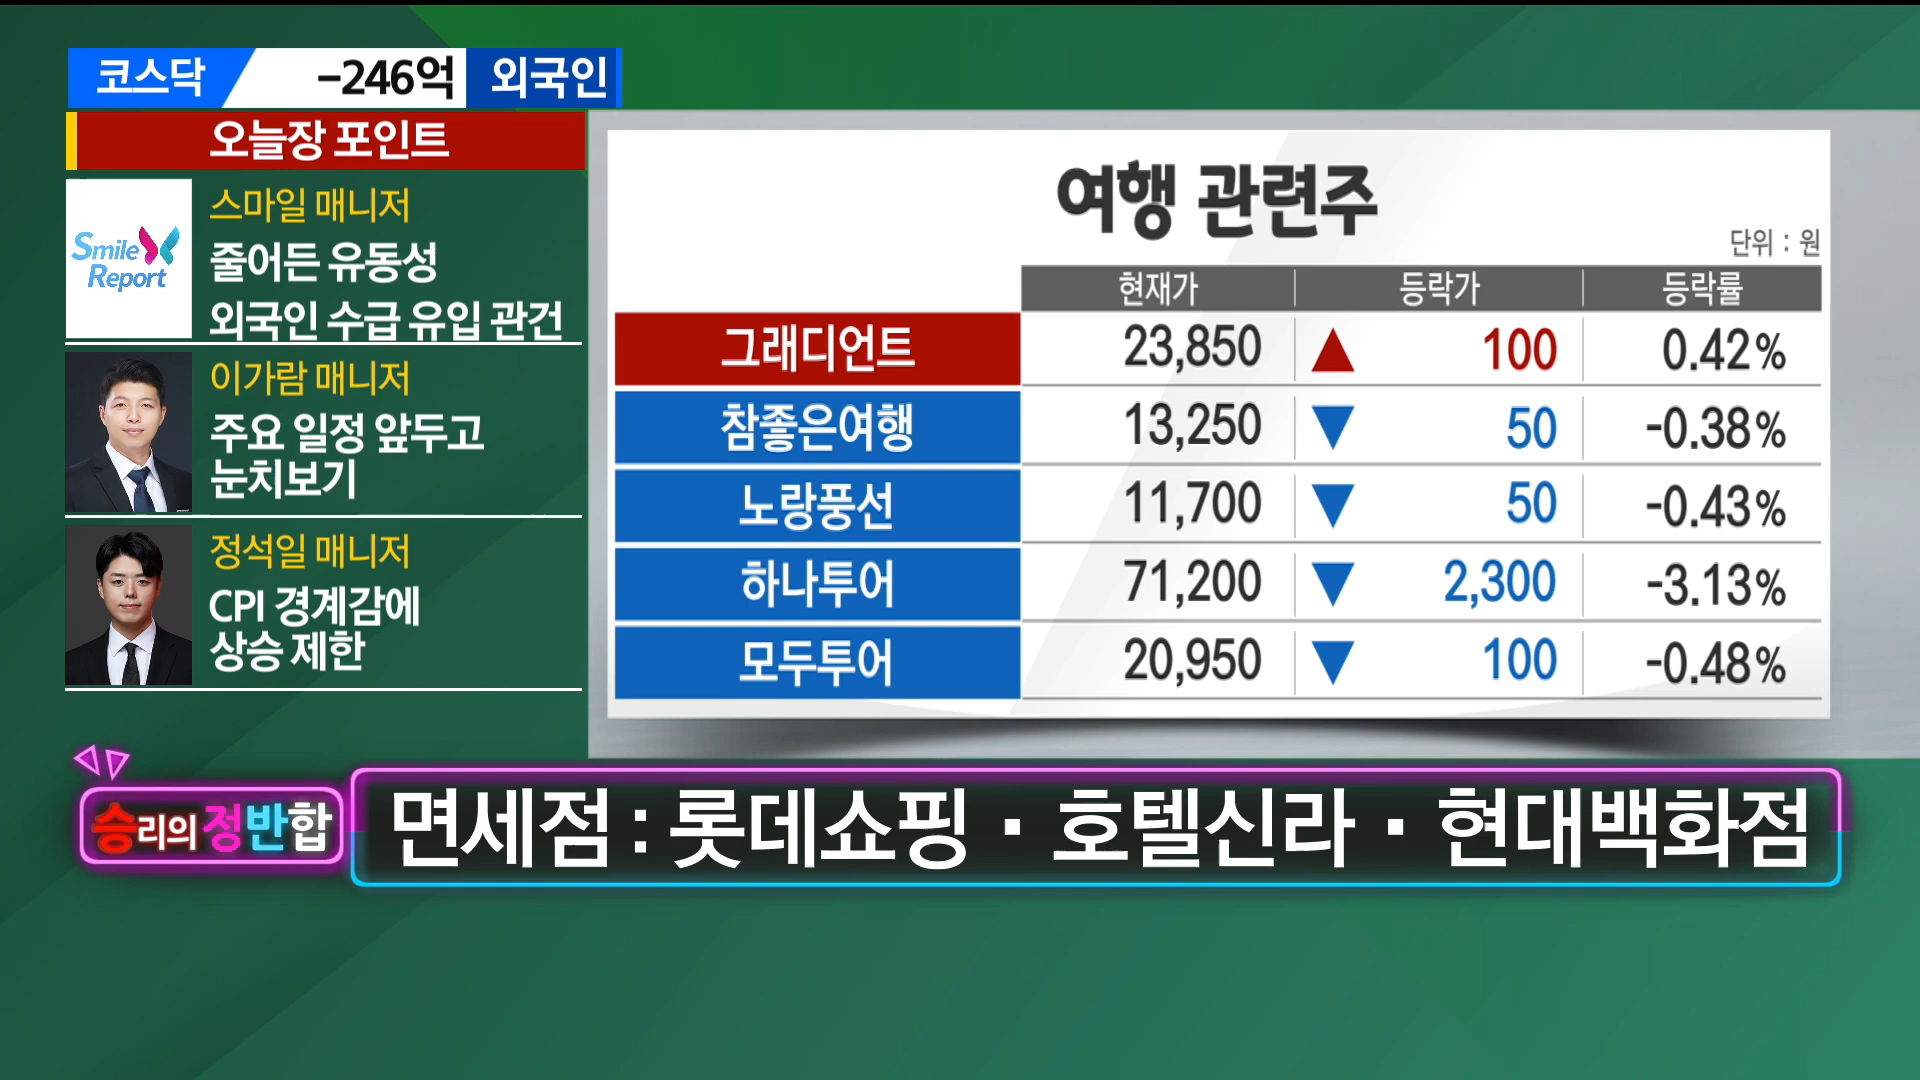 코스닥 -246억 외국인
오늘장 포인트
Smile
Report
스마일 매니저
줄어든 유동성
외국인 수급 유입 관건
이가람 매니저
주요 일정 앞두고
눈치보기
정석일 매니저
CPI 경계감에
상승 제한
여행 관련주
단위 : 원
현재가 등락가 등락률
그래디언트 23,850 ▲ 100 0.42%
참좋은여행 13,250 ▼ 50 -0.38%
노랑풍선 11,700 ▼ 50 -0.43%
하나투어 71,200 ▼ 2,300 -3.13%
모두투어 20,950 ▼ 100 -0.48%
승리의 정반합
면세점 : 롯데쇼핑 · 호텔신라 · 현대백화점